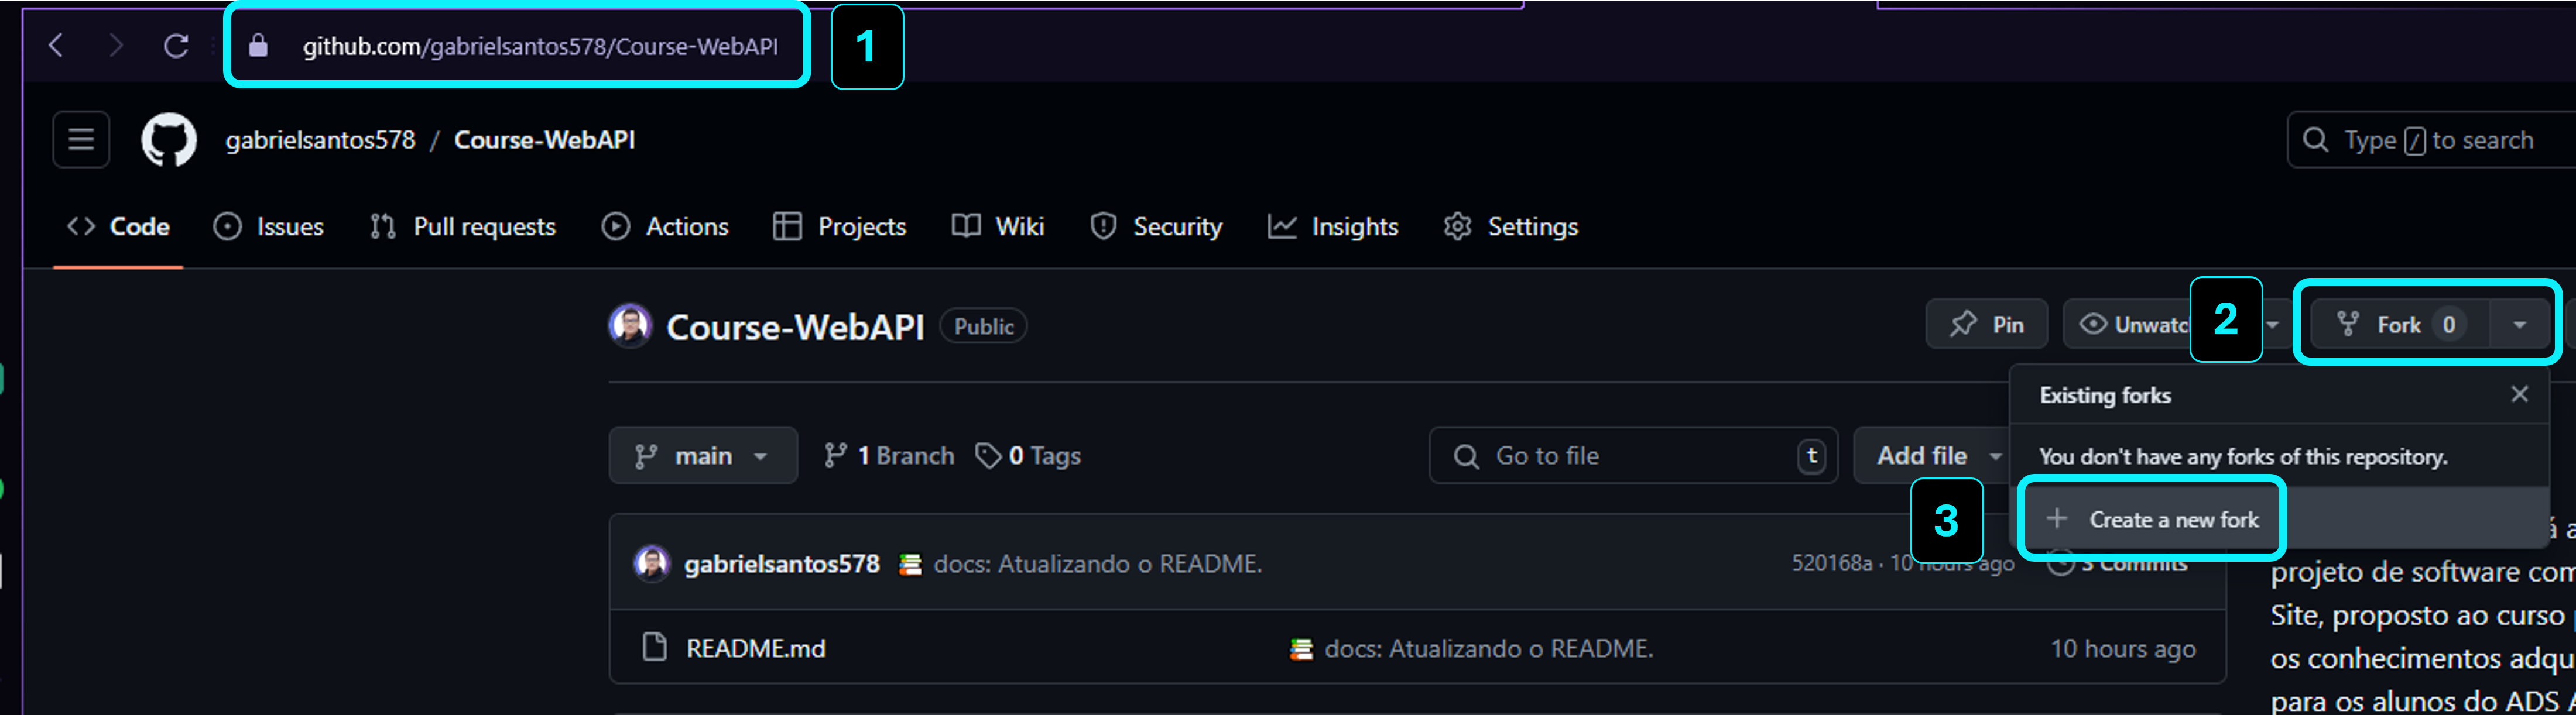 github.com/gabrielsantos578/Course-WebAPI 1
gabrielsantos578 / Course-WebAPI Type / to search
Code Issues Pull requests Actions Projects Wiki Security Insights Settings
Course-WebAPI Public Pin Unwatc 2 Fork 0
Existing forks
main 1 Branch 0 Tags Go to file t Add file You don't have any forks of this repository.
3 Create a new fork
gabrielsantos578 docs: Atualizando o README. 520168a · 10 hours ago 3 Commits
projeto de software com
Site, proposto ao curso
README.md docs: Atualizando o README. 10 hours ago
os conhecimentos adqu
para os alunos do ADS